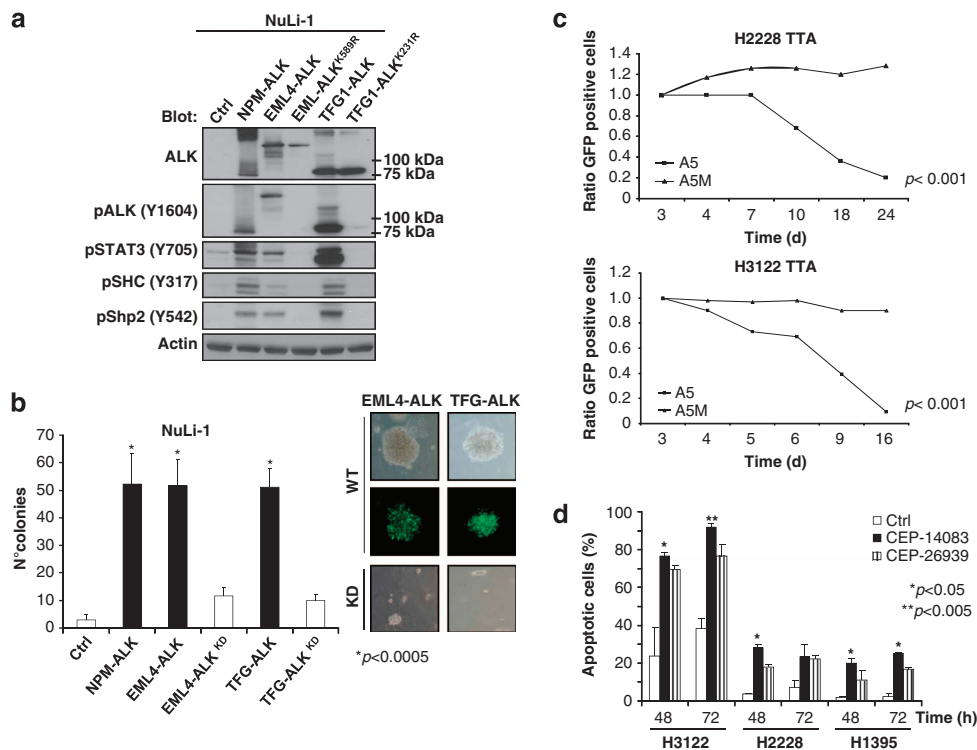 a
NuLi-1
Ctrl
NPM-ALK
EML4-ALK
EML-ALK^K589R
TFG1-ALK
TFG1-ALK^K231R
Blot:
ALK
100 kDa
75 kDa
pALK (Y1604)
100 kDa
75 kDa
pSTAT3 (Y705)
pSHC (Y317)
pShp2 (Y542)
Actin
b
NuLi-1
N°colonies
70
60
50
40
30
20
10
0
* * *
Ctrl
NPM-ALK
EML4-ALK
EML4-ALK^KD
TFG-ALK
TFG-ALK^KD
EML4-ALK TFG-ALK
WT
KD
*p<0.0005
c
H2228 TTA
Ratio GFP positive cells
1.4
1.2
1.0
0.8
0.6
0.4
0.2
0
A5
A5M
p< 0.001
3 4 7 10 18 24
Time (d)
H3122 TTA
Ratio GFP positive cells
1.2
1.0
0.8
0.6
0.4
0.2
0
A5
A5M
p< 0.001
3 4 5 6 9 16
Time (d)
d
Apoptotic cells (%)
100
80
60
40
20
0
* ** * * *
Ctrl
CEP-14083
CEP-26939
*p<0.05
**p<0.005
48 72 48 72 48 72 Time (h)
H3122 H2228 H1395